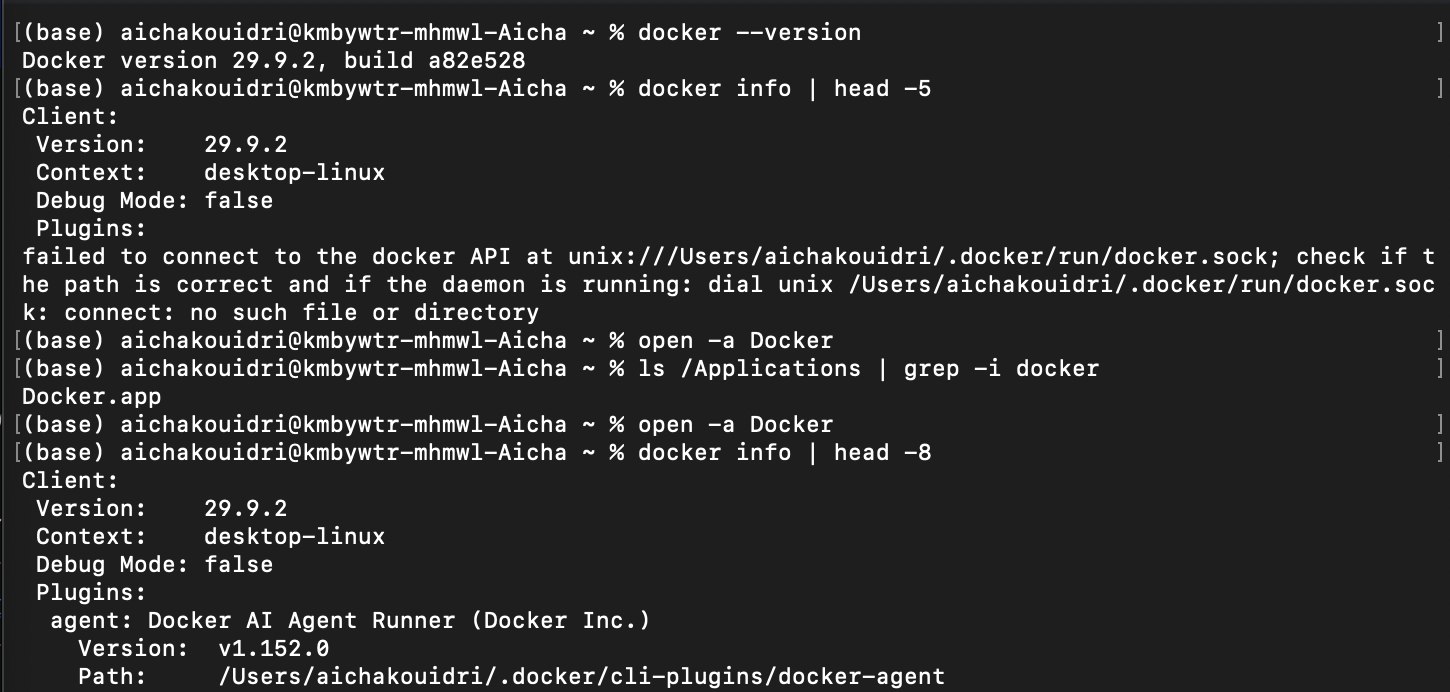 [(base) aichakouidri@kmbywtr-mhmwl-Aicha ~ % docker --version ]
Docker version 29.9.2, build a82e528
[(base) aichakouidri@kmbywtr-mhmwl-Aicha ~ % docker info | head -5 ]
Client:
 Version:    29.9.2
 Context:    desktop-linux
 Debug Mode: false
 Plugins:
failed to connect to the docker API at unix:///Users/aichakouidri/.docker/run/docker.sock; check if t
he path is correct and if the daemon is running: dial unix /Users/aichakouidri/.docker/run/docker.soc
k: connect: no such file or directory
[(base) aichakouidri@kmbywtr-mhmwl-Aicha ~ % open -a Docker ]
[(base) aichakouidri@kmbywtr-mhmwl-Aicha ~ % ls /Applications | grep -i docker ]
Docker.app
[(base) aichakouidri@kmbywtr-mhmwl-Aicha ~ % open -a Docker ]
[(base) aichakouidri@kmbywtr-mhmwl-Aicha ~ % docker info | head -8 ]
Client:
 Version:    29.9.2
 Context:    desktop-linux
 Debug Mode: false
 Plugins:
  agent: Docker AI Agent Runner (Docker Inc.)
    Version:  v1.152.0
    Path:     /Users/aichakouidri/.docker/cli-plugins/docker-agent